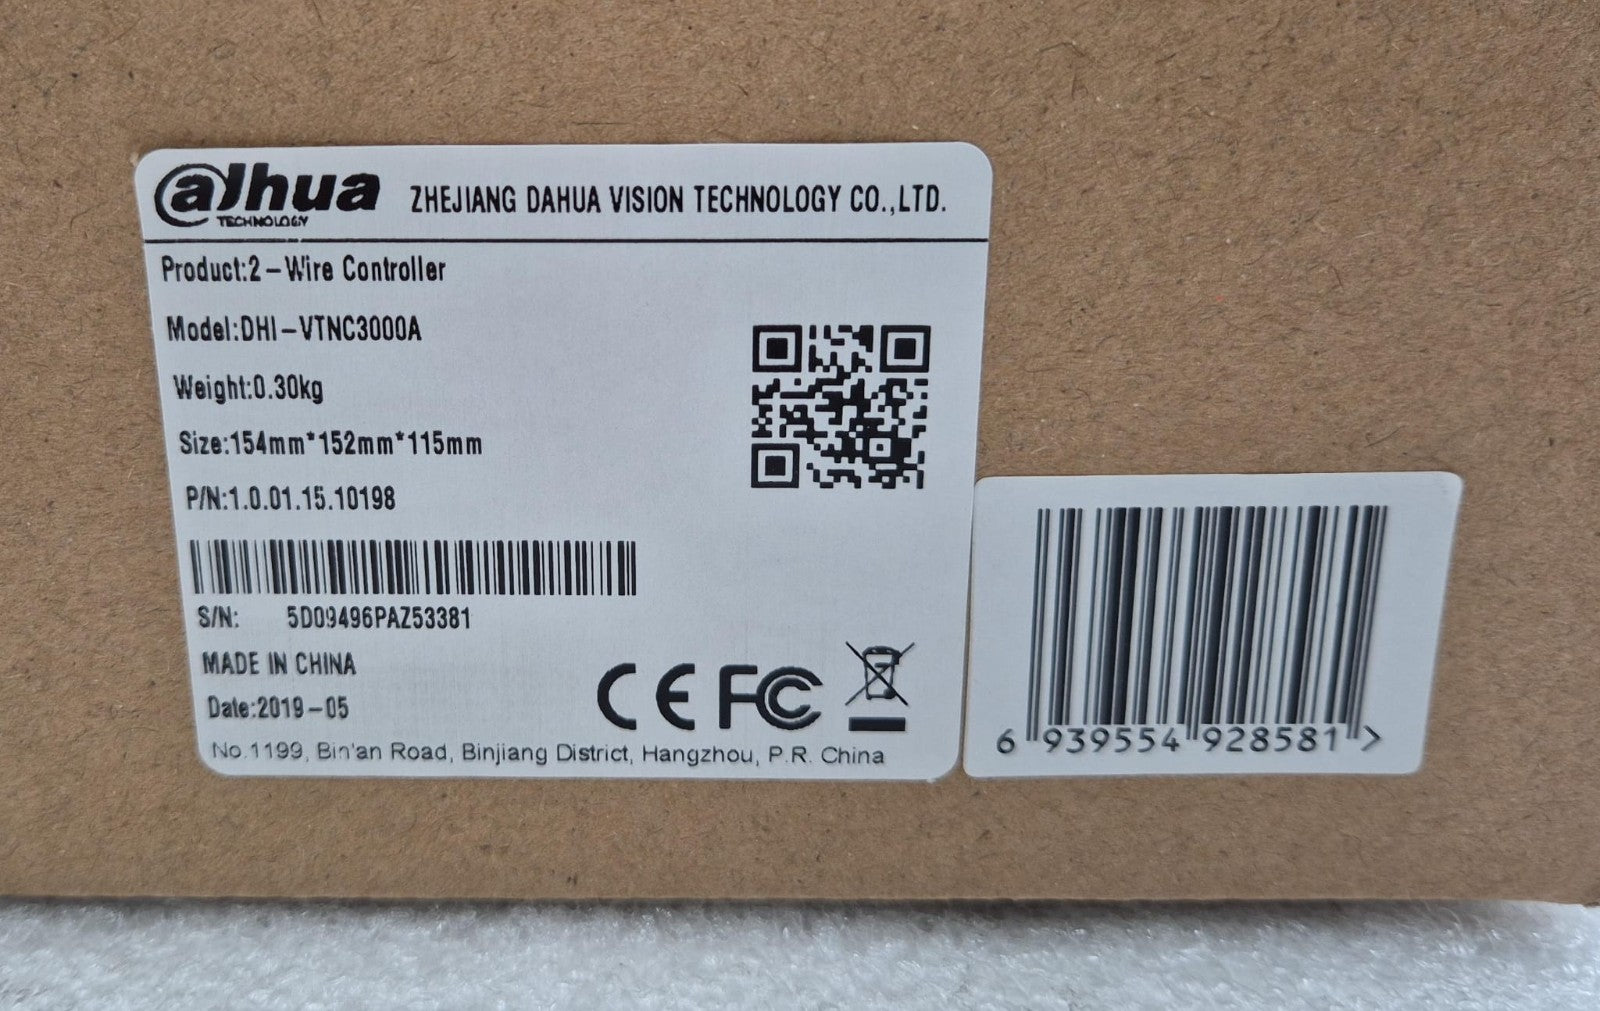 alhua
TECHNOLOGY
ZHEJIANG DAHUA VISION TECHNOLOGY CO.,LTD.
Product:2-Wire Controller
Model:DHI-VTNC3000A
Weight:0.30kg
Size:154mm*152mm*115mm
P/N:1.0.01.15.10198
S/N: 5D09496PAZ53381
MADE IN CHINA
Date:2019-05
CE FC
No.1199, Bin'an Road, Binjiang District, Hangzhou, P.R. China
6 939554 928581 >